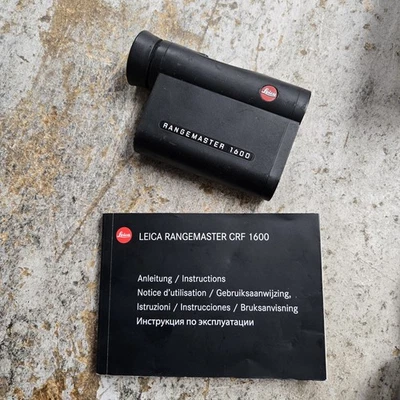 Leica
RANGEMASTER 1600
Leica
LEICA RANGEMASTER CRF 1600
Anleitung / Instructions
Notice d'utilisation / Gebruiksaanwijzing,
Istruzioni / Instrucciones / Bruksanvisning
Инструкция по эксплуатации